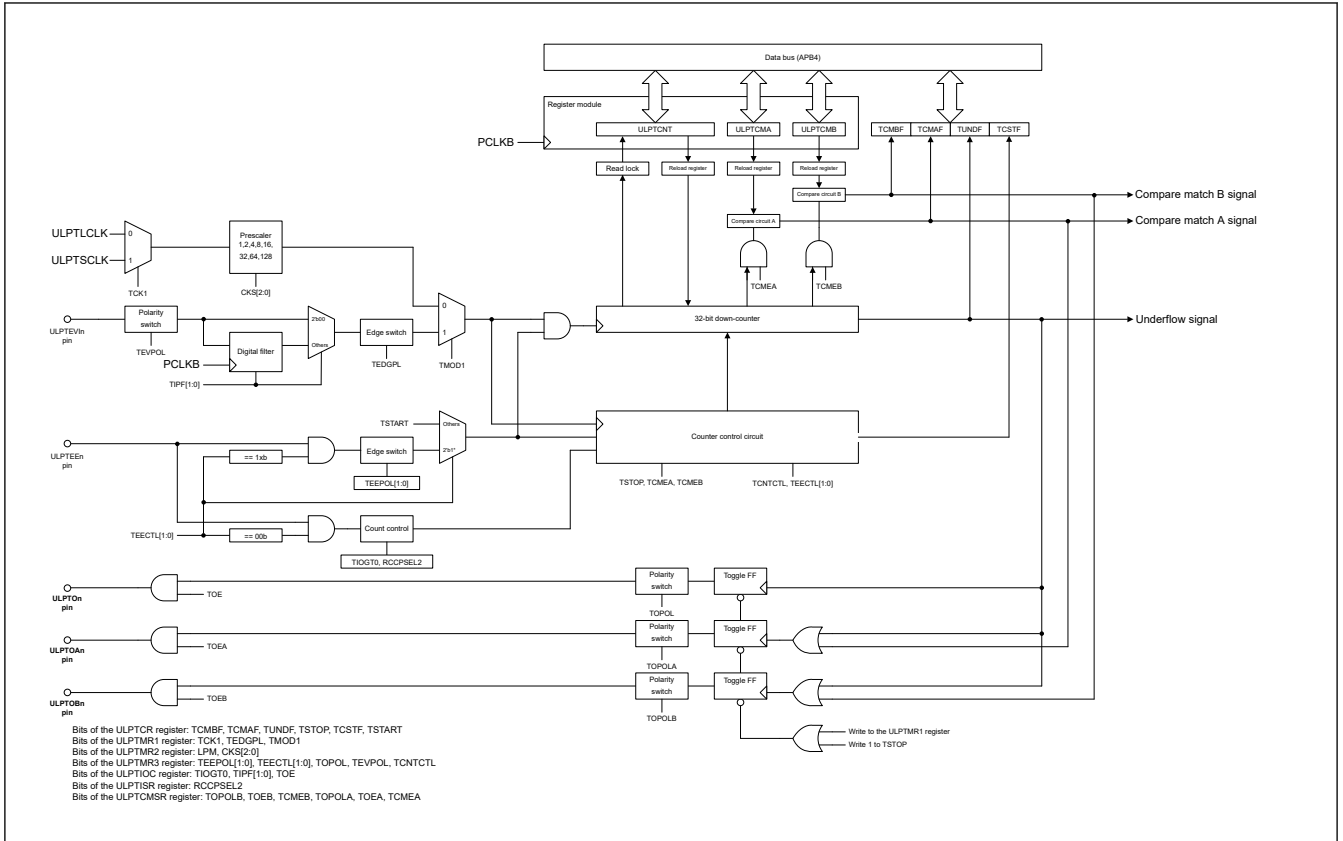 Data bus (APB4)
Register module
ULPTCNT
ULPTCMA
ULPTCMB
TCMBF
TCMAF
TUNDF
TCSTF
PCLKB
Read lock
Reload register
Reload register
Reload register
Compare circuit B
Compare match B signal
Compare circuit A
Compare match A signal
ULPTLCLK
0
ULPTSCLK
1
TCK1
Prescaler
1,2,4,8,16,
32,64,128
CKS[2:0]
TCMEA
TCMEB
0
1
TMOD1
32-bit down-counter
Underflow signal
ULPTEVIn
pin
Polarity
switch
TEVPOL
2'b00
Others
Digital filter
PCLKB
TIPF[1:0]
Edge switch
TEDGPL
ULPTEEn
pin
== 1xb
TSTART
Others
2'b1*
Edge switch
TEEPOL[1:0]
Counter control circuit
TSTOP, TCMEA, TCMEB
TCNTCTL, TEECTL[1:0]
TEECTL[1:0]
== 00b
Count control
TIOGT0, RCCPSEL2
ULPTOn
pin
TOE
Polarity
switch
TOPOL
Toggle FF
ULPTOAn
pin
TOEA
Polarity
switch
TOPOLA
Toggle FF
ULPTOBn
pin
TOEB
Polarity
switch
TOPOLB
Toggle FF
Write to the ULPTMR1 register
Write 1 to TSTOP
Bits of the ULPTCR register: TCMBF, TCMAF, TUNDF, TSTOP, TCSTF, TSTART
Bits of the ULPTMR1 register: TCK1, TEDGPL, TMOD1
Bits of the ULPTMR2 register: LPM, CKS[2:0]
Bits of the ULPTMR3 register: TEEPOL[1:0], TEECTL[1:0], TOPOL, TEVPOL, TCNTCTL
Bits of the ULPTIOC register: TIOGT0, TIPF[1:0], TOE
Bits of the ULPTISR register: RCCPSEL2
Bits of the ULPTCMSR register: TOPOLB, TOEB, TCMEB, TOPOLA, TOEA, TCMEA